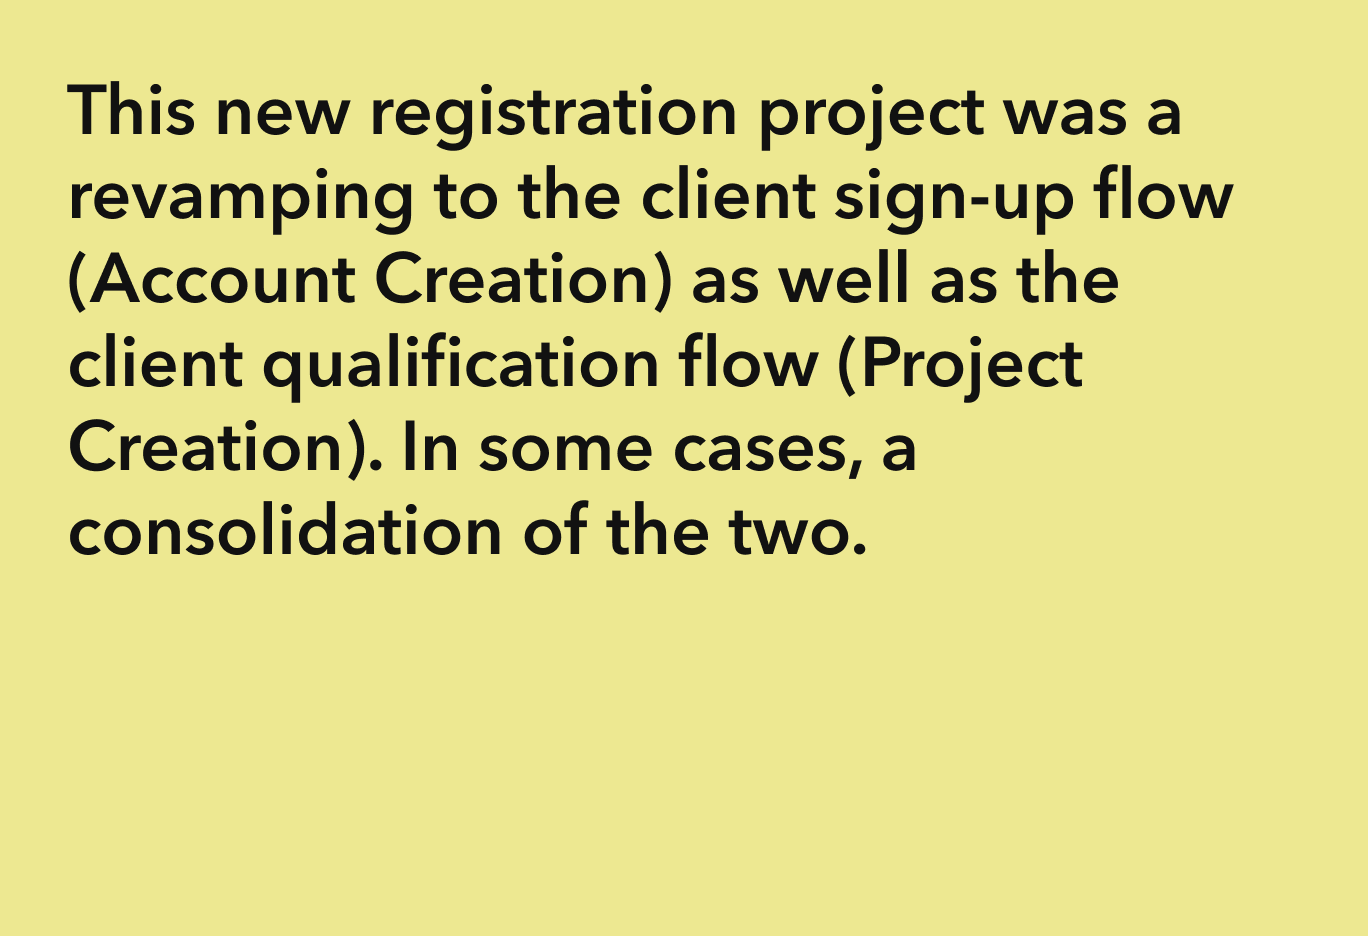 This new registration project was a
revamping to the client sign-up flow
(Account Creation) as well as the
client qualification flow (Project
Creation). In some cases, a
consolidation of the two.